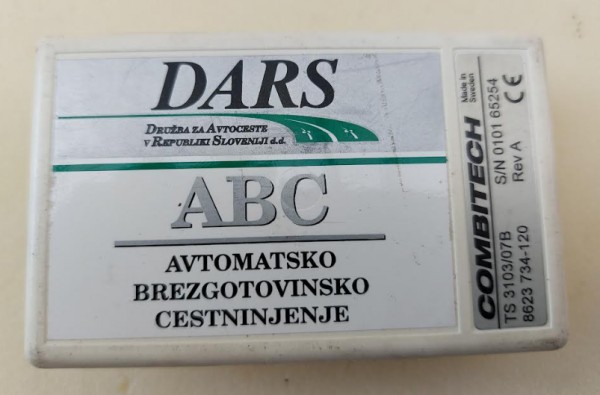 DARS
DRUŽBA ZA AVTOCESTE
V REPUBLIKI SLOVENIJI d.d.
ABC
AVTOMATSKO
BREZGOTOVINSKO
CESTNINJENJE
COMBITECH
Made in
Sweden
TS 3103/07B
S/N 0101 65254
CE
8623 734-120
Rev A